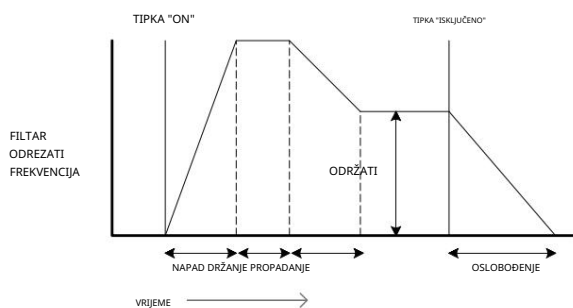 TIPKA "ON"
TIPKA "ISKLJUČENO"
FILTAR
ODREZATI
FREKVENCIJA
ODRŽATI
NAPAD DRŽANJE PROPADANJE
OSLOBOĐENJE
VRIJEME